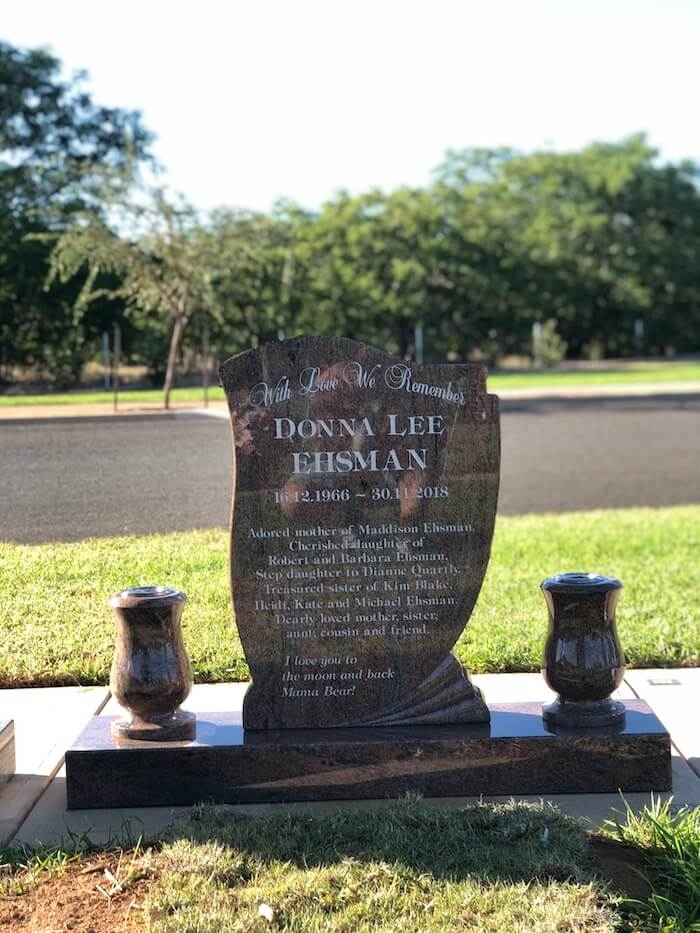 With Love We Remember
DONNA LEE
EHSMAN
16.12.1966 ~ 30.11.2018
Adored mother of Maddison Ehsman.
Cherished daughter of
Robert and Barbara Ehsman.
Step daughter to Dianne Quartly.
Treasured sister of Kim Blake,
Heidi, Kate and Michael Ehsman.
Dearly loved mother, sister,
aunt, cousin and friend.
I love you to
the moon and back
Mama Bear!